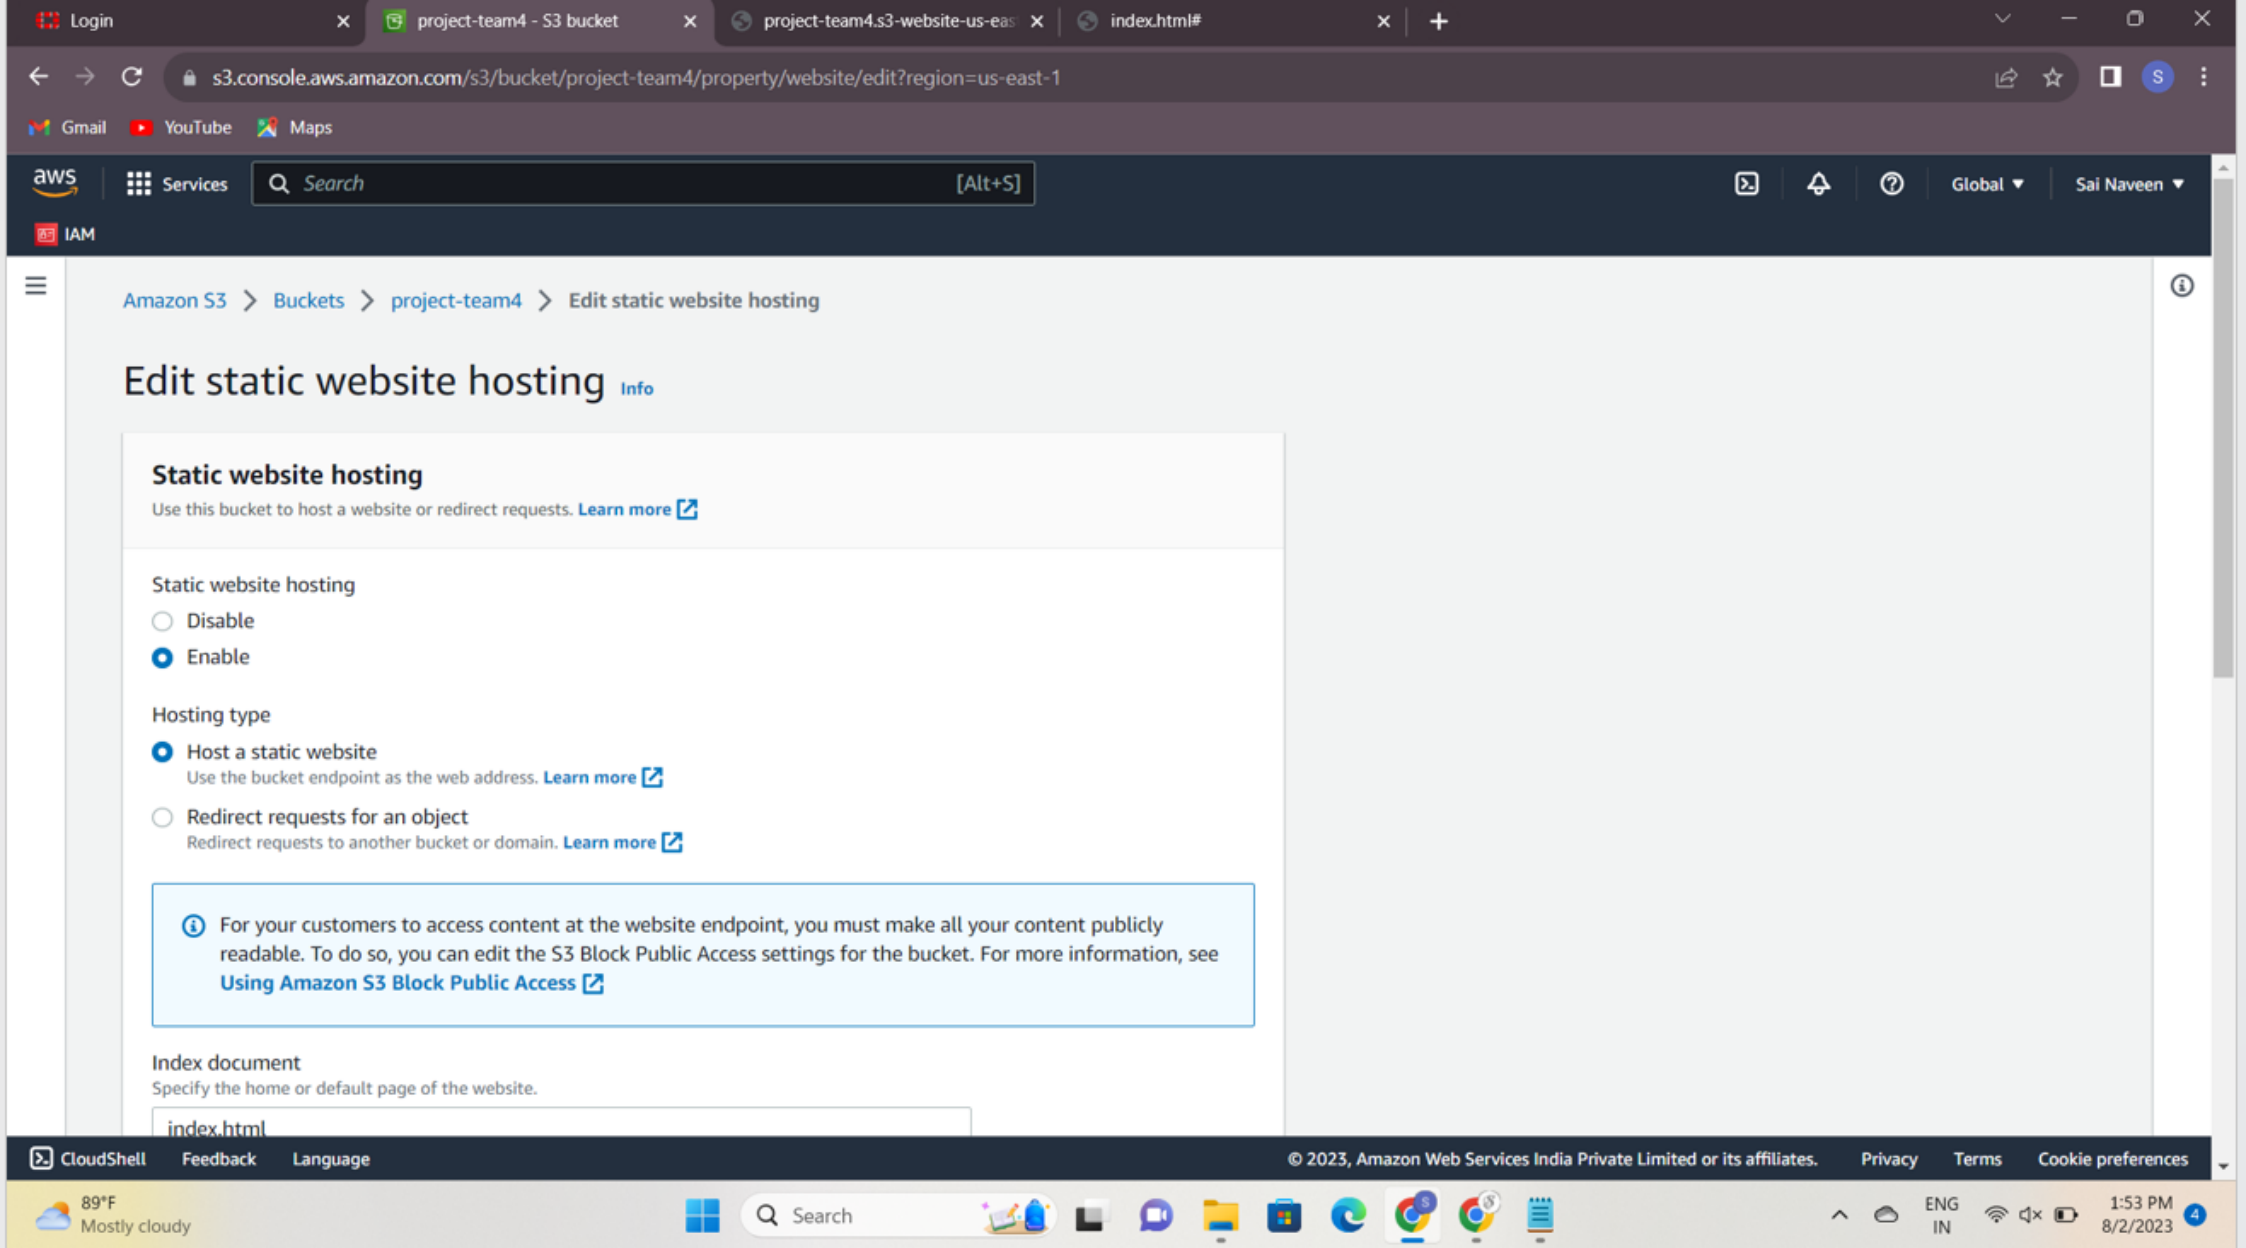 Login
project-team4 - S3 bucket
project-team4.s3-website-us-eas
index.html#
s3.console.aws.amazon.com/s3/bucket/project-team4/property/website/edit?region=us-east-1
S
Gmail
YouTube
Maps
aws
Services
Search
[Alt+S]
Global
Sai Naveen
IAM
Amazon S3 > Buckets > project-team4 > Edit static website hosting
Edit static website hosting Info
Static website hosting
Use this bucket to host a website or redirect requests. Learn more
Static website hosting
Disable
Enable
Hosting type
Host a static website
Use the bucket endpoint as the web address. Learn more
Redirect requests for an object
Redirect requests to another bucket or domain. Learn more
For your customers to access content at the website endpoint, you must make all your content publicly
readable. To do so, you can edit the S3 Block Public Access settings for the bucket. For more information, see
Using Amazon S3 Block Public Access
Index document
Specify the home or default page of the website.
index.html
CloudShell
Feedback
Language
© 2023, Amazon Web Services India Private Limited or its affiliates.
Privacy
Terms
Cookie preferences
89°F
Mostly cloudy
Search
ENG
IN
1:53 PM
8/2/2023
4